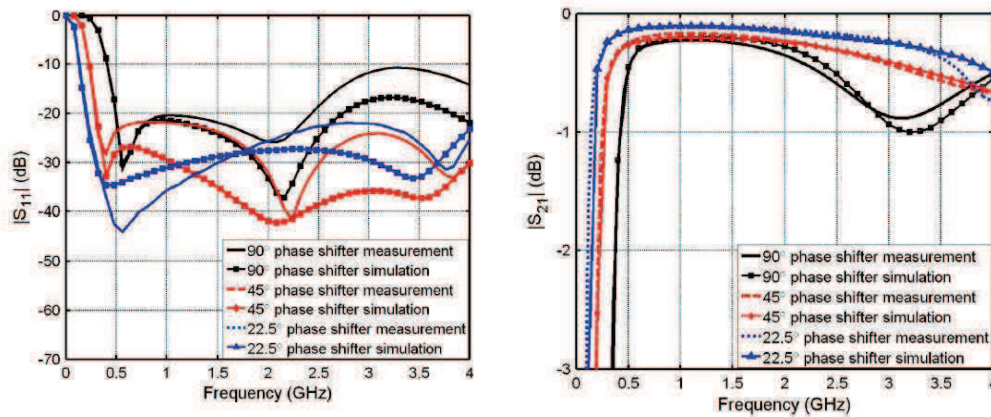 0
-10
-20
-30
-40
-50
-60
-70
|S11| (dB)
0 0.5 1 1.5 2 2.5 3 3.5 4
Frequency (GHz)
90° phase shifter measurement
90° phase shifter simulation
45° phase shifter measurement
45° phase shifter simulation
22.5° phase shifter measurement
22.5° phase shifter simulation
0
-1
-2
-3
|S21| (dB)
0 0.5 1 1.5 2 2.5 3 3.5 4
Frequency (GHz)
90° phase shifter measurement
90° phase shifter simulation
45° phase shifter measurement
45° phase shifter simulation
22.5° phase shifter measurement
22.5° phase shifter simulation